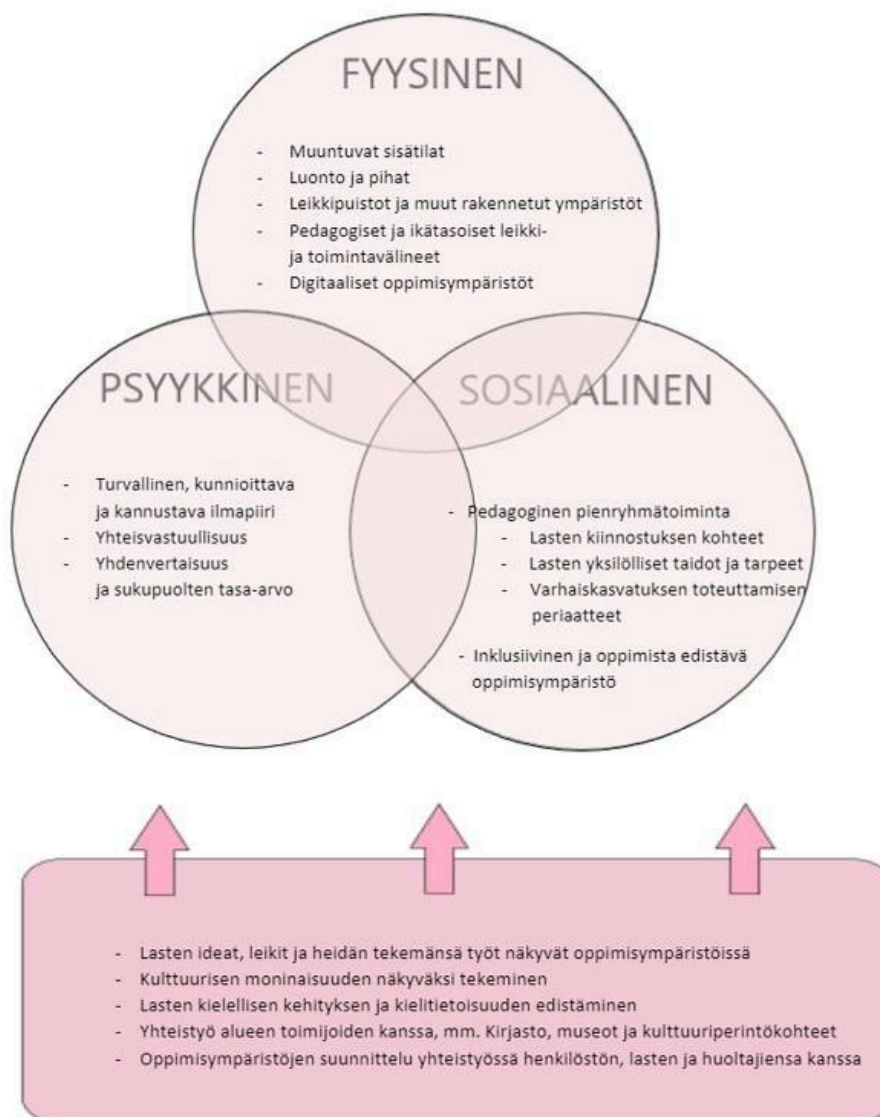 FYYSINEN
- Muuntuvat sisätilat
- Luonto ja pihat
- Leikkipuistot ja muut rakennetut ympäristöt
- Pedagogiset ja ikätasoiset leikki-
ja toimintavälineet
- Digitaaliset oppimisympäristöt
PSYYKKINEN
- Turvallinen, kunnioittava
ja kannustava ilmapiiri
- Yhteisvastuullisuus
- Yhdenvertaisuus
ja sukupuolten tasa-arvo
SOSIAALINEN
- Pedagoginen pienryhmätoiminta
- Lasten kiinnostuksen kohteet
- Lasten yksilölliset taidot ja tarpeet
- Varhaiskasvatuksen toteuttamisen
periaatteet
- Inklusiivinen ja oppimista edistävä
oppimisympäristö
- Lasten ideat, leikit ja heidän tekemänsä työt näkyvät oppimisympäristöissä
- Kulttuurisen moninaisuuden näkyväksi tekeminen
- Lasten kielellisen kehityksen ja kielitietoisuuden edistäminen
- Yhteistyö alueen toimijoiden kanssa, mm. Kirjasto, museot ja kulttuuriperintökohteet
- Oppimisympäristöjen suunnittelu yhteistyössä henkilöstön, lasten ja huoltajiensa kanssa